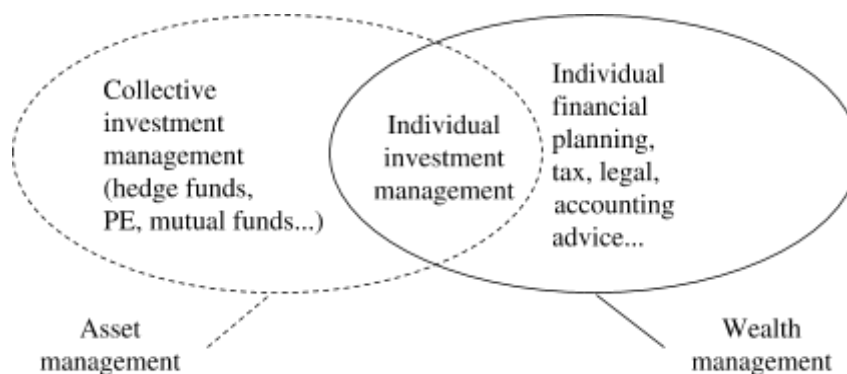 Collective
investment
management
(hedge funds,
PE, mutual funds...)
Individual
investment
management
Individual
financial
planning,
tax, legal,
accounting
advice...
Asset
management
Wealth
management